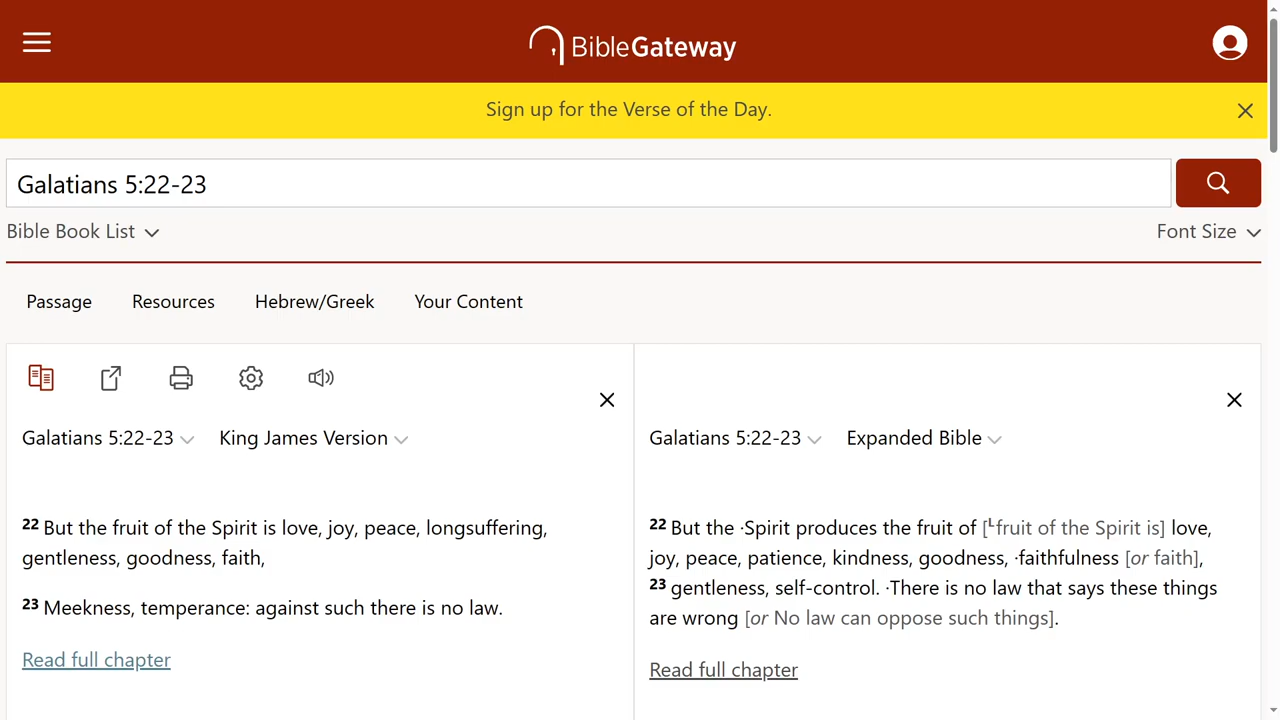 BibleGateway
Sign up for the Verse of the Day.
Galatians 5:22-23
Bible Book List
Font Size
Passage Resources Hebrew/Greek Your Content
Galatians 5:22-23 King James Version
22 But the fruit of the Spirit is love, joy, peace, longsuffering,
gentleness, goodness, faith,
23 Meekness, temperance: against such there is no law.
Read full chapter
Galatians 5:22-23 Expanded Bible
22 But the ·Spirit produces the fruit of [Lfruit of the Spirit is] love,
joy, peace, patience, kindness, goodness, ·faithfulness [or faith],
23 gentleness, self-control. ·There is no law that says these things
are wrong [or No law can oppose such things].
Read full chapter